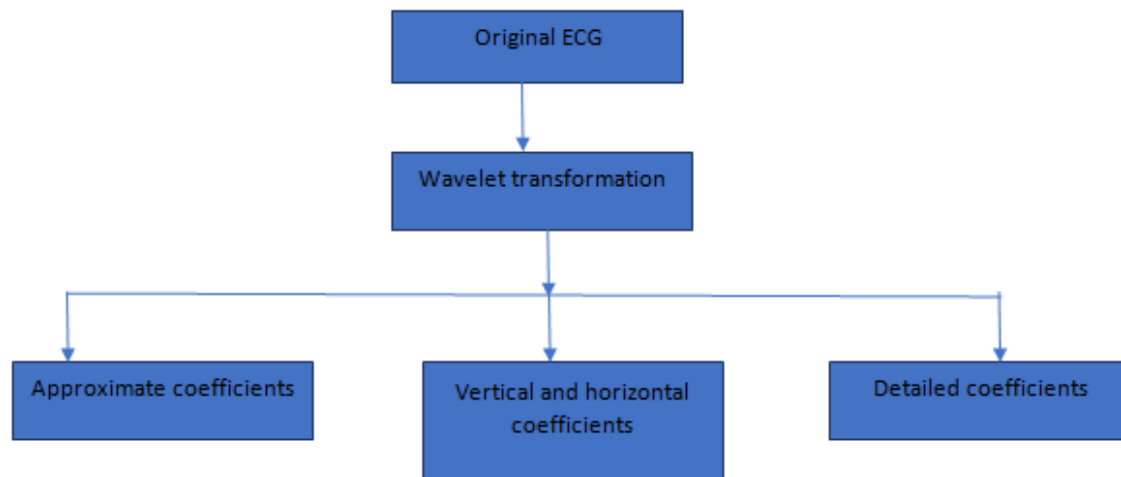 Original ECG
Wavelet transformation
Approximate coefficients
Vertical and horizontal
coefficients
Detailed coefficients